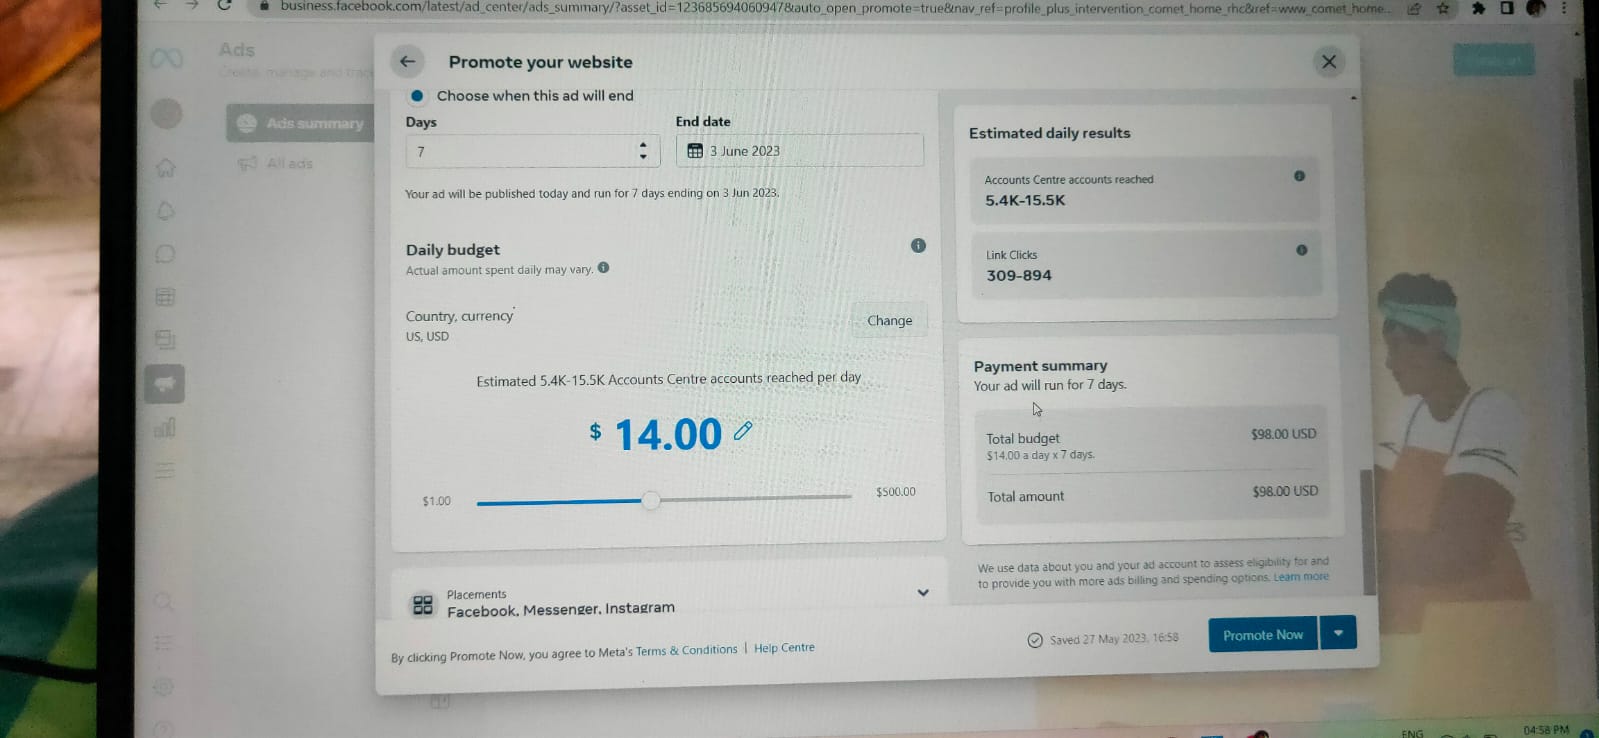 business.facebook.com/latest/ad_center/ads_summary/?asset_id=123685694060947&auto_open_promote=true&nav_ref=profile_plus_intervention_comet_home_rhc&ref=www_comet_home...
Ads
Create, manage and track
Ads summary
All ads
Promote your website
Choose when this ad will end
Days
End date
7
3 June 2023
Your ad will be published today and run for 7 days ending on 3 Jun 2023.
Daily budget
Actual amount spent daily may vary.
Country, currency
US, USD
Change
Estimated 5.4K-15.5K Accounts Centre accounts reached per day
$ 14.00
$1.00
$500.00
Placements
Facebook, Messenger, Instagram
Estimated daily results
Accounts Centre accounts reached
5.4K-15.5K
Link Clicks
309-894
Payment summary
Your ad will run for 7 days.
Total budget
$98.00 USD
$14.00 a day x 7 days.
Total amount
$98.00 USD
We use data about you and your ad account to assess eligibility for and
to provide you with more ads billing and spending options. Learn more
By clicking Promote Now, you agree to Meta's Terms & Conditions | Help Centre
Saved 27 May 2023, 16:58
Promote Now
ENG
04:58 PM